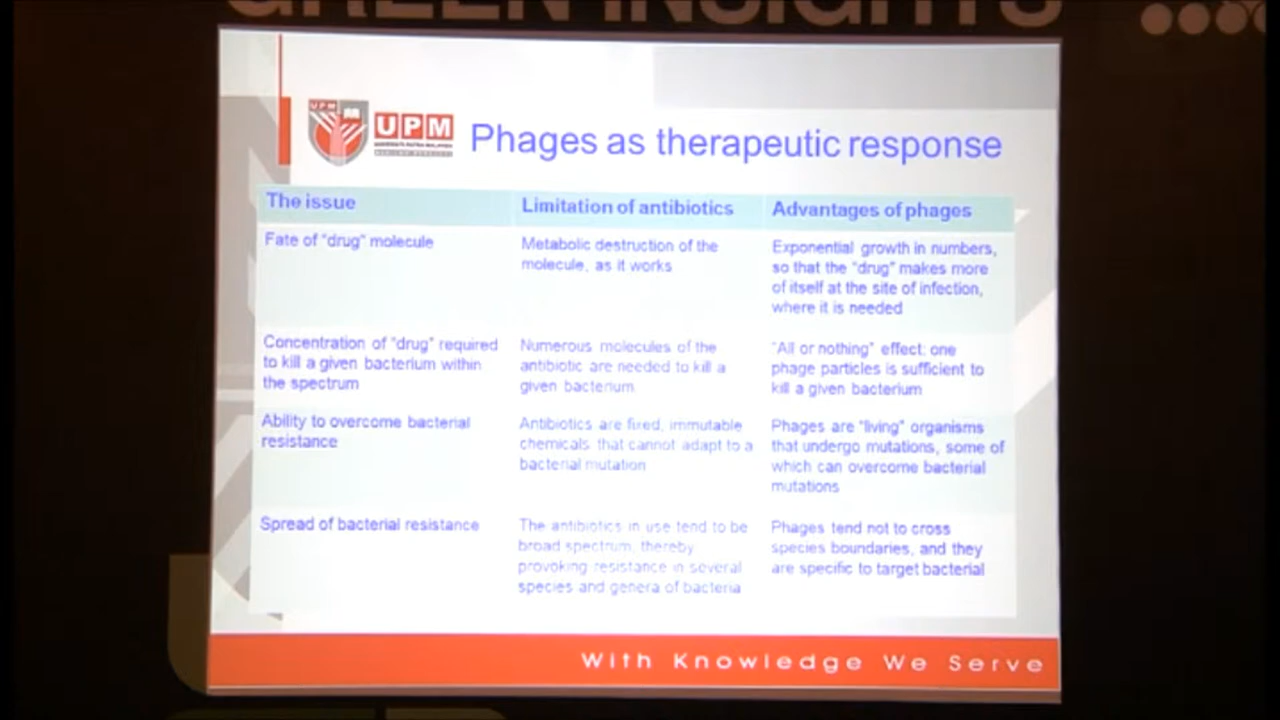 GREEN INSIGHTS
UPM
UPM
Phages as therapeutic response
The issue
Limitation of antibiotics
Advantages of phages
Fate of "drug" molecule
Metabolic destruction of the
molecule, as it works
Exponential growth in numbers,
so that the "drug" makes more
of itself at the site of infection,
where it is needed
Concentration of "drug" required
to kill a given bacterium within
the spectrum
Numerous molecules of the
antibiotic are needed to kill a
given bacterium
"All or nothing" effect: one
phage particles is sufficient to
kill a given bacterium
Ability to overcome bacterial
resistance
Antibiotics are fixed, immutable
chemicals that cannot adapt to a
bacterial mutation
Phages are "living" organisms
that undergo mutations, some of
which can overcome bacterial
mutations
Spread of bacterial resistance
The antibiotics in use tend to be
broad spectrum, thereby
provoking resistance in several
species and genera of bacteria
Phages tend not to cross
species boundaries, and they
are specific to target bacterial
With Knowledge We Serve